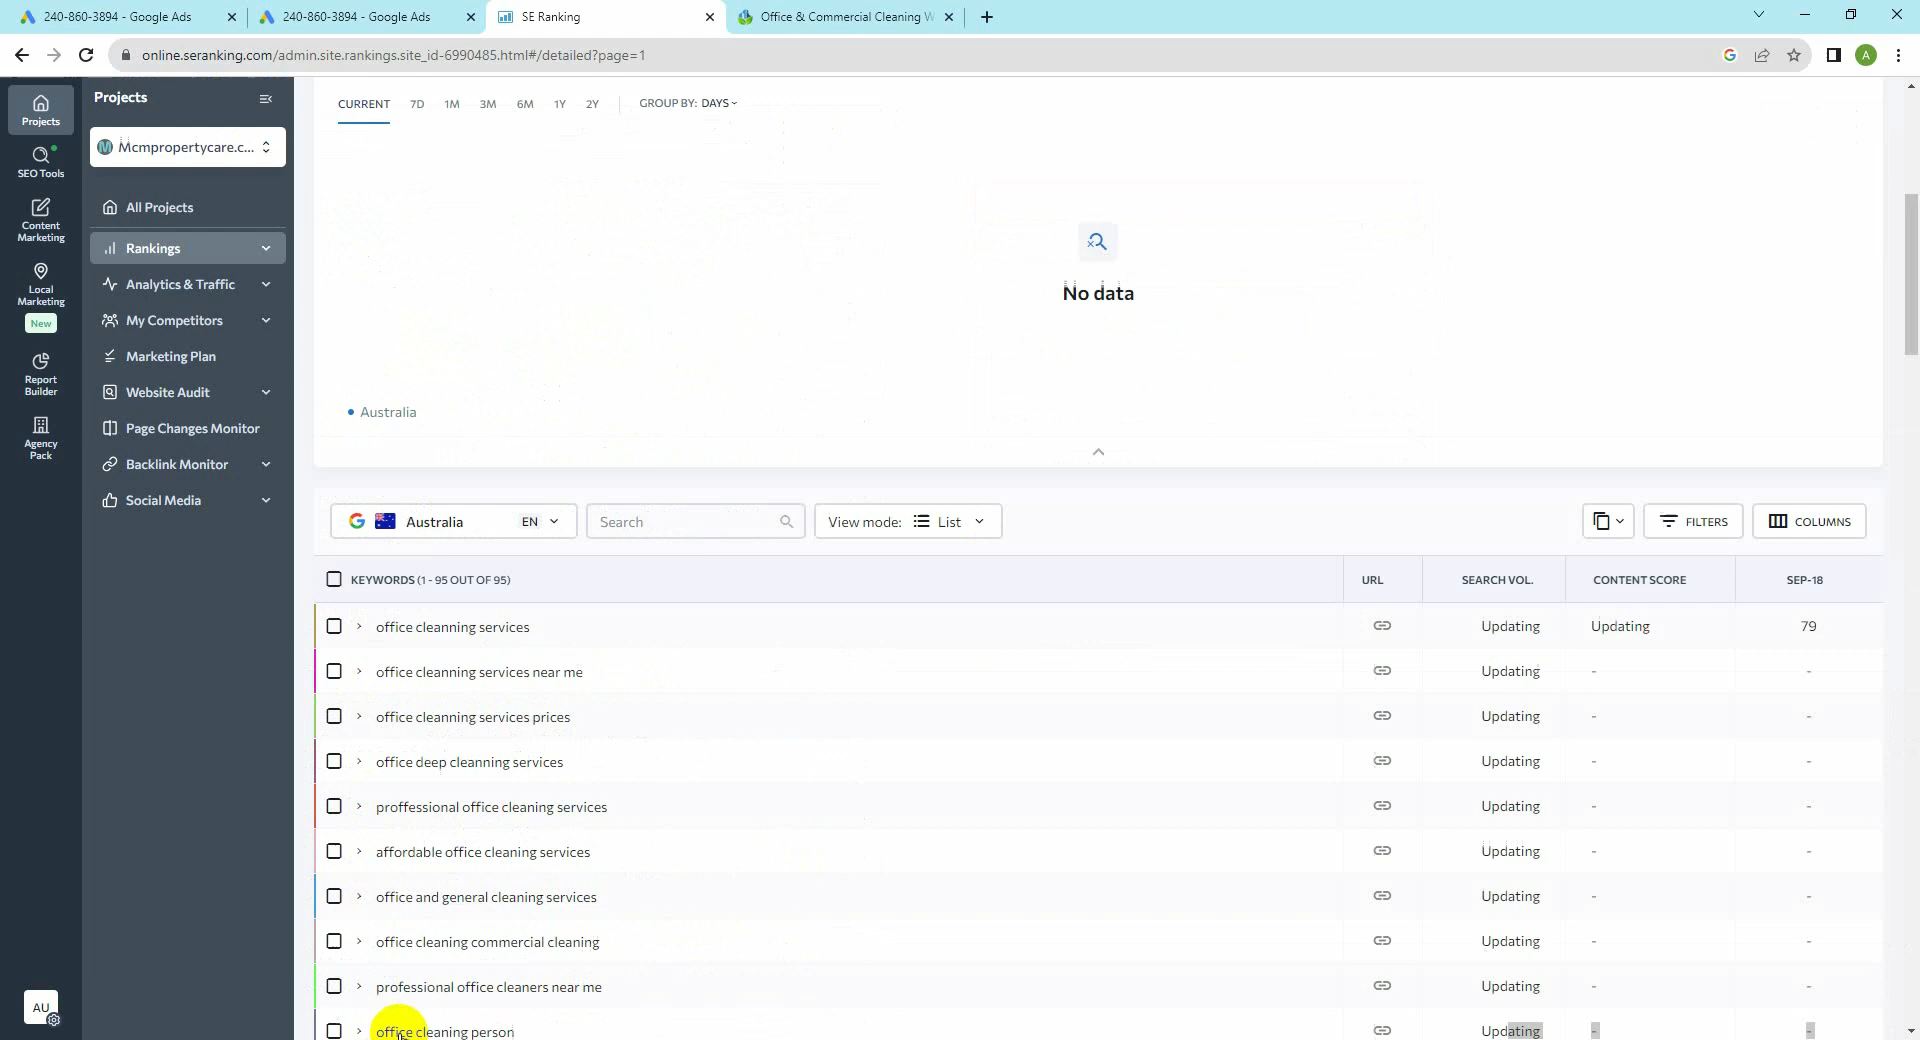 240-860-3894 - Google Ads
240-860-3894 - Google Ads
SE Ranking
Office & Commercial Cleaning W
online.seranking.com/admin.site.rankings.site_id-6990485.html#/detailed?page=1
A
Projects
SEO Tools
Content Marketing
Local Marketing
New
Report Builder
Agency Pack
AU
Projects
M Mcmpropertycare.c...
All Projects
Rankings
Analytics & Traffic
My Competitors
Marketing Plan
Website Audit
Page Changes Monitor
Backlink Monitor
Social Media
CURRENT 7D 1M 3M 6M 1Y 2Y GROUP BY: DAYS
No data
Australia
Australia EN Search View mode: List FILTERS COLUMNS
KEYWORDS (1 - 95 OUT OF 95) URL SEARCH VOL. CONTENT SCORE SEP-18
office cleanning services Updating Updating 79
office cleanning services near me Updating - -
office cleanning services prices Updating - -
office deep cleanning services Updating - -
proffessional office cleaning services Updating - -
affordable office cleaning services Updating - -
office and general cleaning services Updating - -
office cleaning commercial cleaning Updating - -
professional office cleaners near me Updating - -
office cleaning person Updating - -